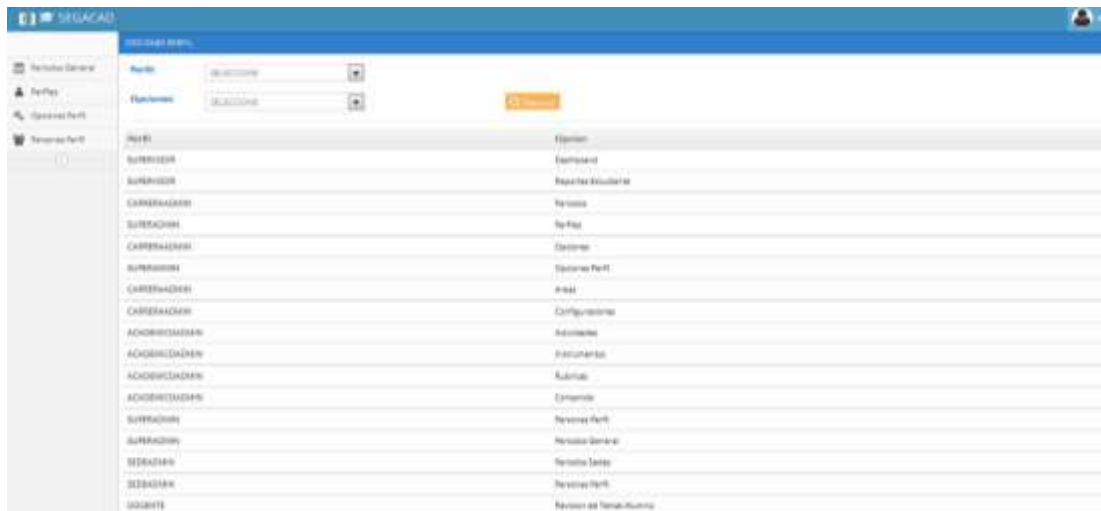 SEGACAD
OPCIONES PERFIL
Periodos General
Perfiles
Opciones Perfil
Personas Perfil
Perfil: SELECCIONE
Opciones: SELECCIONE
Perfil Opcion
SUPERVISOR Dashboard
SUPERVISOR Reportes Estudiante
CARRERAADMIN Periodos
SUPERADMIN Perfiles
CARRERAADMIN Opciones
SUPERADMIN Opciones Perfil
CARRERAADMIN Areas
CARRERAADMIN Configuraciones
ACADEMICOADMIN Actividades
ACADEMICOADMIN Instrumentos
ACADEMICOADMIN Rubricas
ACADEMICOADMIN Contenido
SUPERADMIN Personas Perfil
SUPERADMIN Periodos General
SEDEADMIN Periodos Sedes
SEDEADMIN Personas Perfil
DOCENTE Revision de Temas Alumno